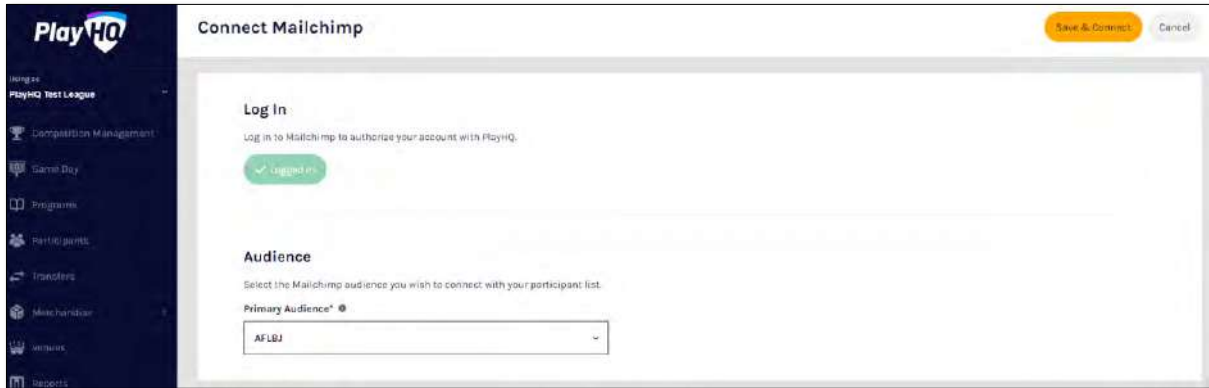 PlayHQ
Connect Mailchimp
Save & Connect
Cancel
Using as
PlayHQ Test League
Competition Management
Game Day
Programs
Participants
Transfers
Merchandise
Venues
Reports
Log In
Log in to Mailchimp to authorize your account with PlayHQ.
Logged in
Audience
Select the Mailchimp audience you wish to connect with your participant list.
Primary Audience*
AFLBJ